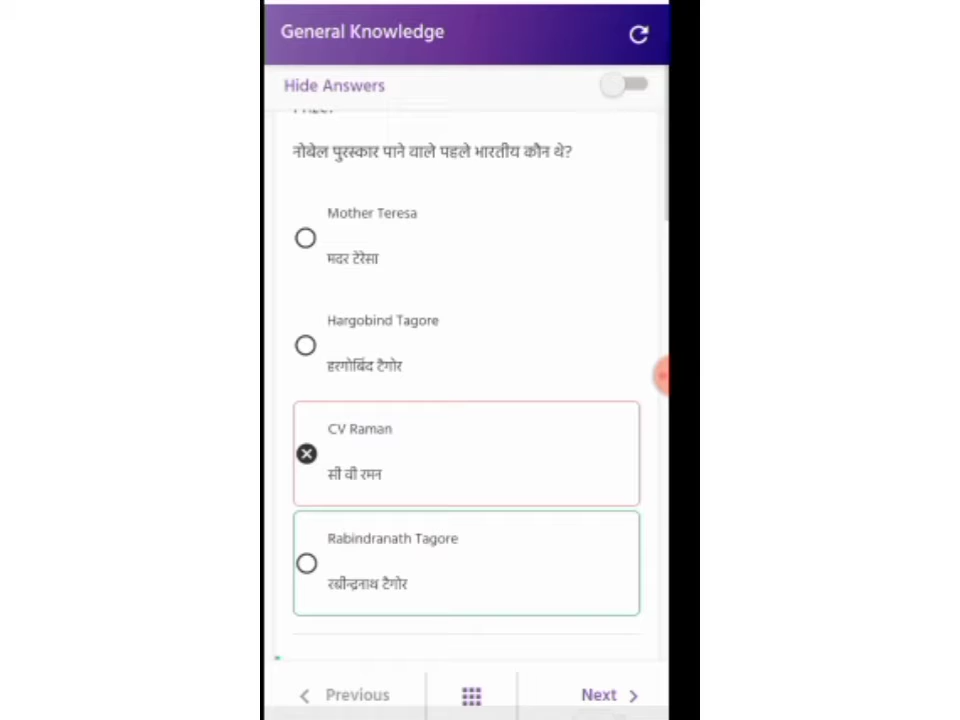 General Knowledge
Hide Answers
नोबेल पुरस्कार पाने वाले पहले भारतीय कौन थे?
Mother Teresa
मदर टेरेसा
Hargobind Tagore
हरगोबिंद टैगोर
CV Raman
सी वी रमन
Rabindranath Tagore
रबीन्द्रनाथ टैगोर
Previous
Next